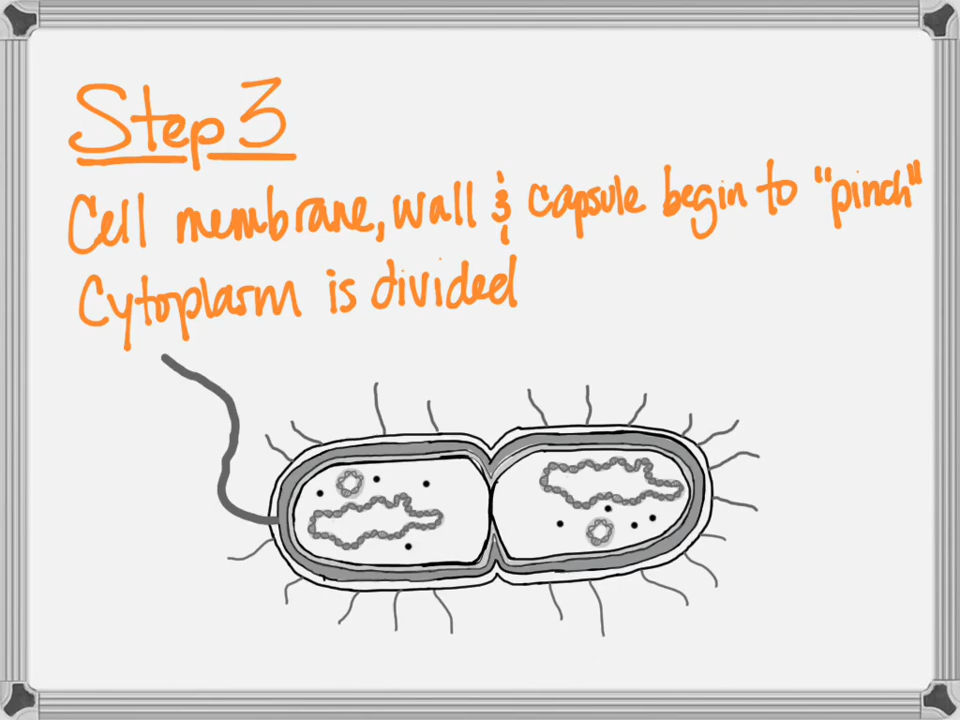 Step 3
Cell membrane, wall & capsule begin to "pinch"
Cytoplasm is divided